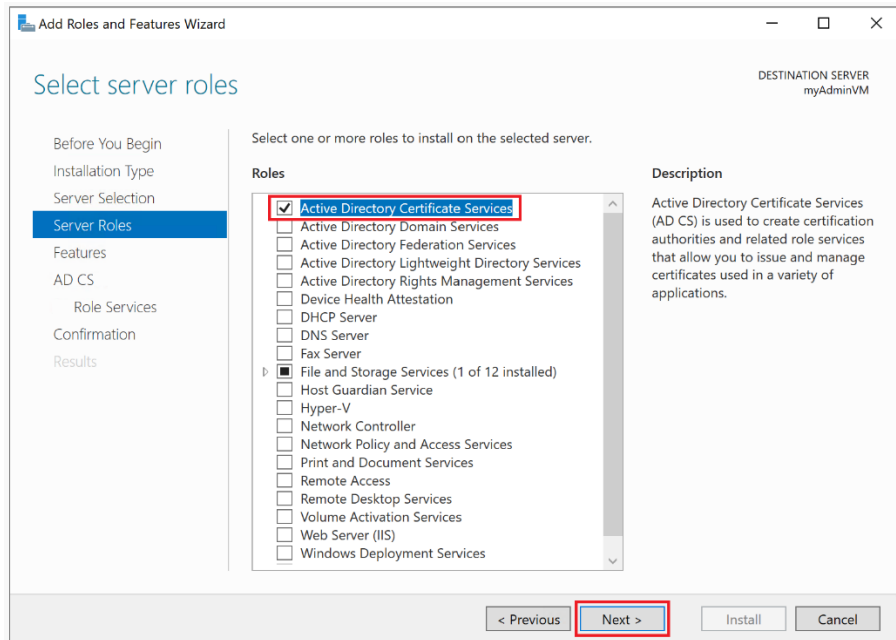 Add Roles and Features Wizard
Select server roles
DESTINATION SERVER
myAdminVM
Before You Begin
Installation Type
Server Selection
Server Roles
Features
AD CS
Role Services
Confirmation
Results
Select one or more roles to install on the selected server.
Roles
Active Directory Certificate Services
Active Directory Domain Services
Active Directory Federation Services
Active Directory Lightweight Directory Services
Active Directory Rights Management Services
Device Health Attestation
DHCP Server
DNS Server
Fax Server
File and Storage Services (1 of 12 installed)
Host Guardian Service
Hyper-V
Network Controller
Network Policy and Access Services
Print and Document Services
Remote Access
Remote Desktop Services
Volume Activation Services
Web Server (IIS)
Windows Deployment Services
Description
Active Directory Certificate Services
(AD CS) is used to create certification
authorities and related role services
that allow you to issue and manage
certificates used in a variety of
applications.
< Previous
Next >
Install
Cancel